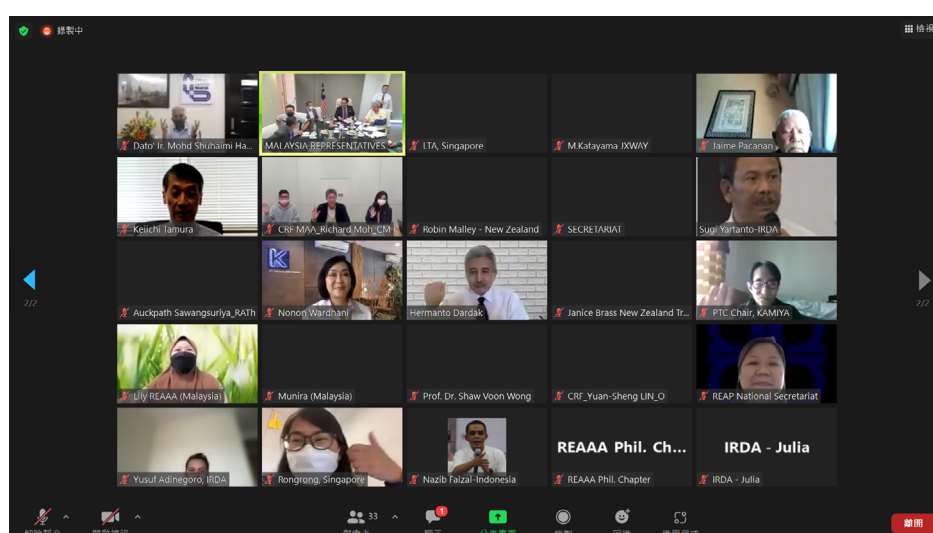 錄製中
檢視
Dato' Ir. Mohd Shuhaimi Ha...
MALAYSIA REPRESENTATIVES
LTA, Singapore
M.Katayama JXWAY
Jaime Pacanan
Keiichi Tamura
CRF MAA_Richard Moh_CM
Robin Malley - New Zealand
SECRETARIAT
Sugi Yartanto-IRDA
2/2
2/2
Auckpath Sawangsuriya_RATh
Nonon Wardhani
Hermanto Dardak
Janice Brass New Zealand Tr...
PTC Chair, KAMIYA
Lily REAAA (Malaysia)
Munira (Malaysia)
Prof. Dr. Shaw Voon Wong
CRF_Yuan-Sheng LIN_O
REAP National Secretariat
REAAA Phil. Ch...
IRDA - Julia
Yusuf Adinegoro, IRDA
Rongrong, Singapore
Nazib Faizal-Indonesia
REAAA Phil. Chapter
IRDA - Julia
33
1
離開